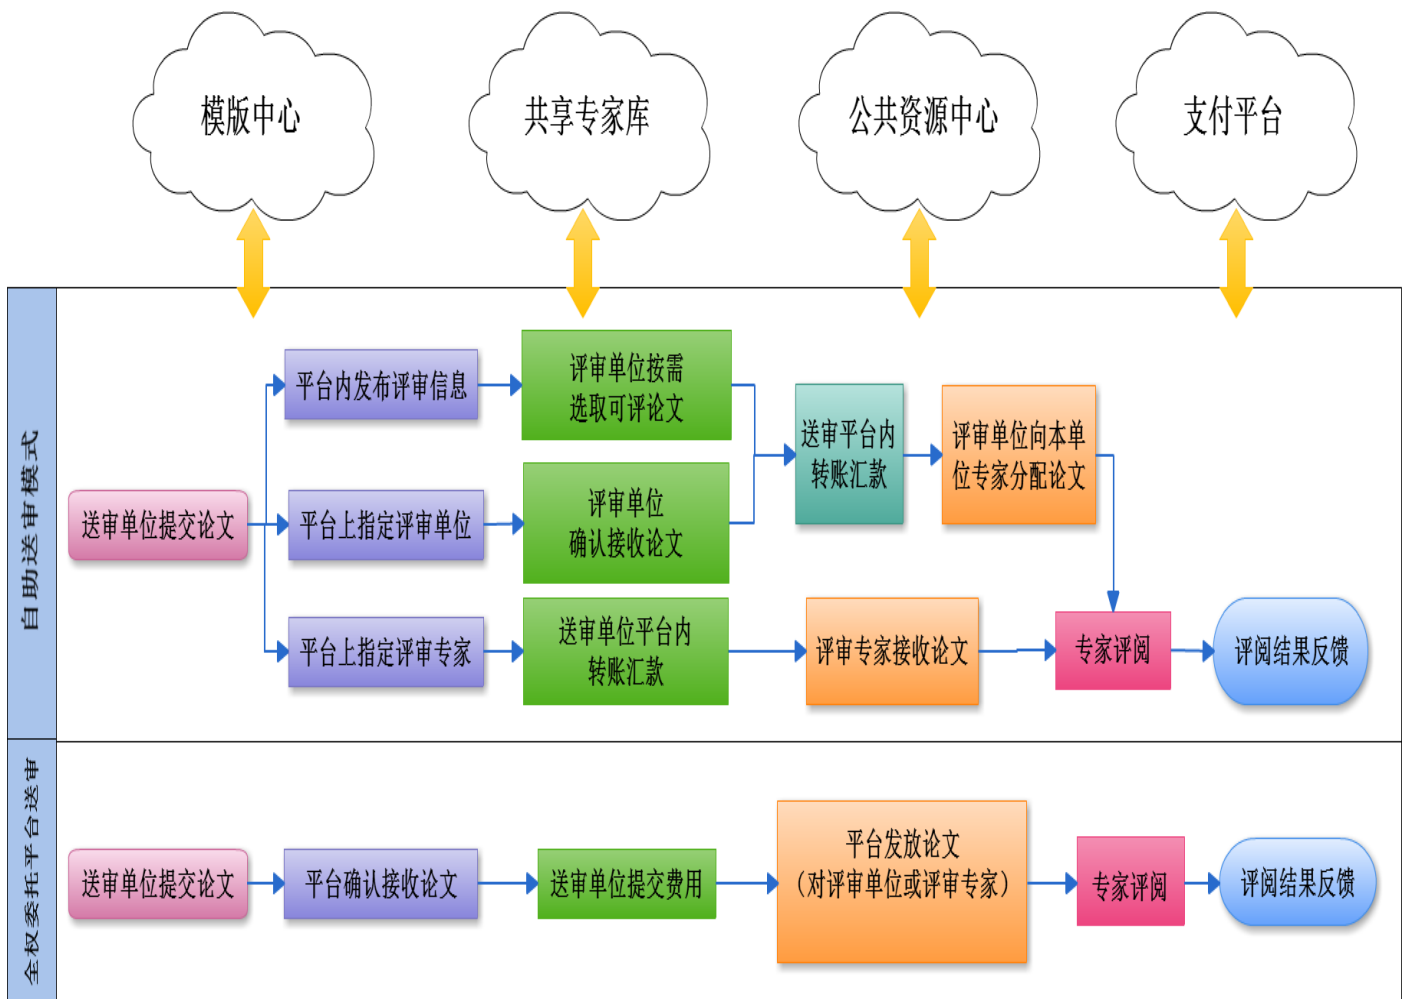 模版中心
共享专家库
公共资源中心
支付平台
自助送审模式
平台内发布评审信息
评审单位按需
选取可评论文
送审平台内
转账汇款
评审单位向本单
位专家分配论文
送审单位提交论文
平台上指定评审单位
评审单位
确认接收论文
平台上指定评审专家
送审单位平台内
转账汇款
评审专家接收论文
专家评阅
评阅结果反馈
全权委托平台送审
送审单位提交论文
平台确认接收论文
送审单位提交费用
平台发放论文
（对评审单位或评审专家）
专家评阅
评阅结果反馈